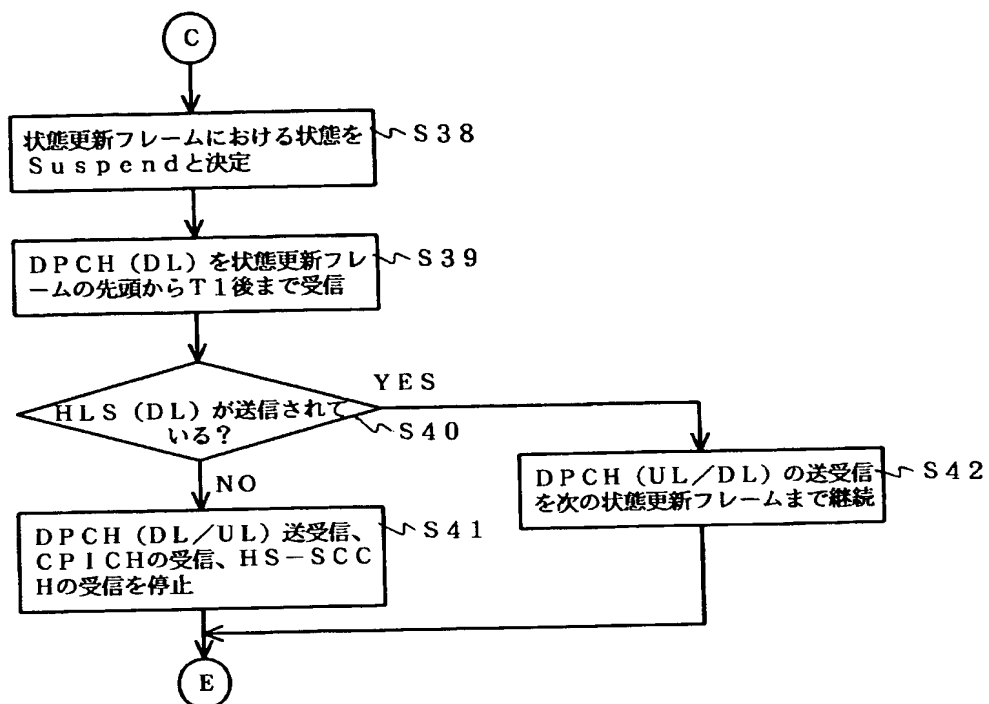 C
状態更新フレームにおける状態を
Suspendと決定
S38
DPCH(DL)を状態更新フレ
ームの先頭からT1後まで受信
S39
HLS(DL)が送信されて
いる?
S40
YES
NO
DPCH(UL/DL)の送受信
を次の状態更新フレームまで継続
S42
DPCH(DL/UL)送受信、
CPICHの受信、HS-SCC
Hの受信を停止
S41
E